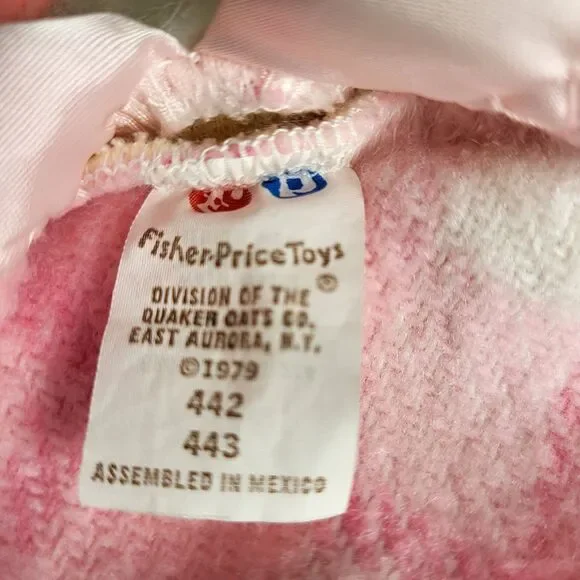 Fisher-Price Toys
®
DIVISION OF THE
QUAKER OATS CO.
EAST AURORA, N.Y.
©1979
442
443
ASSEMBLED IN MEXICO